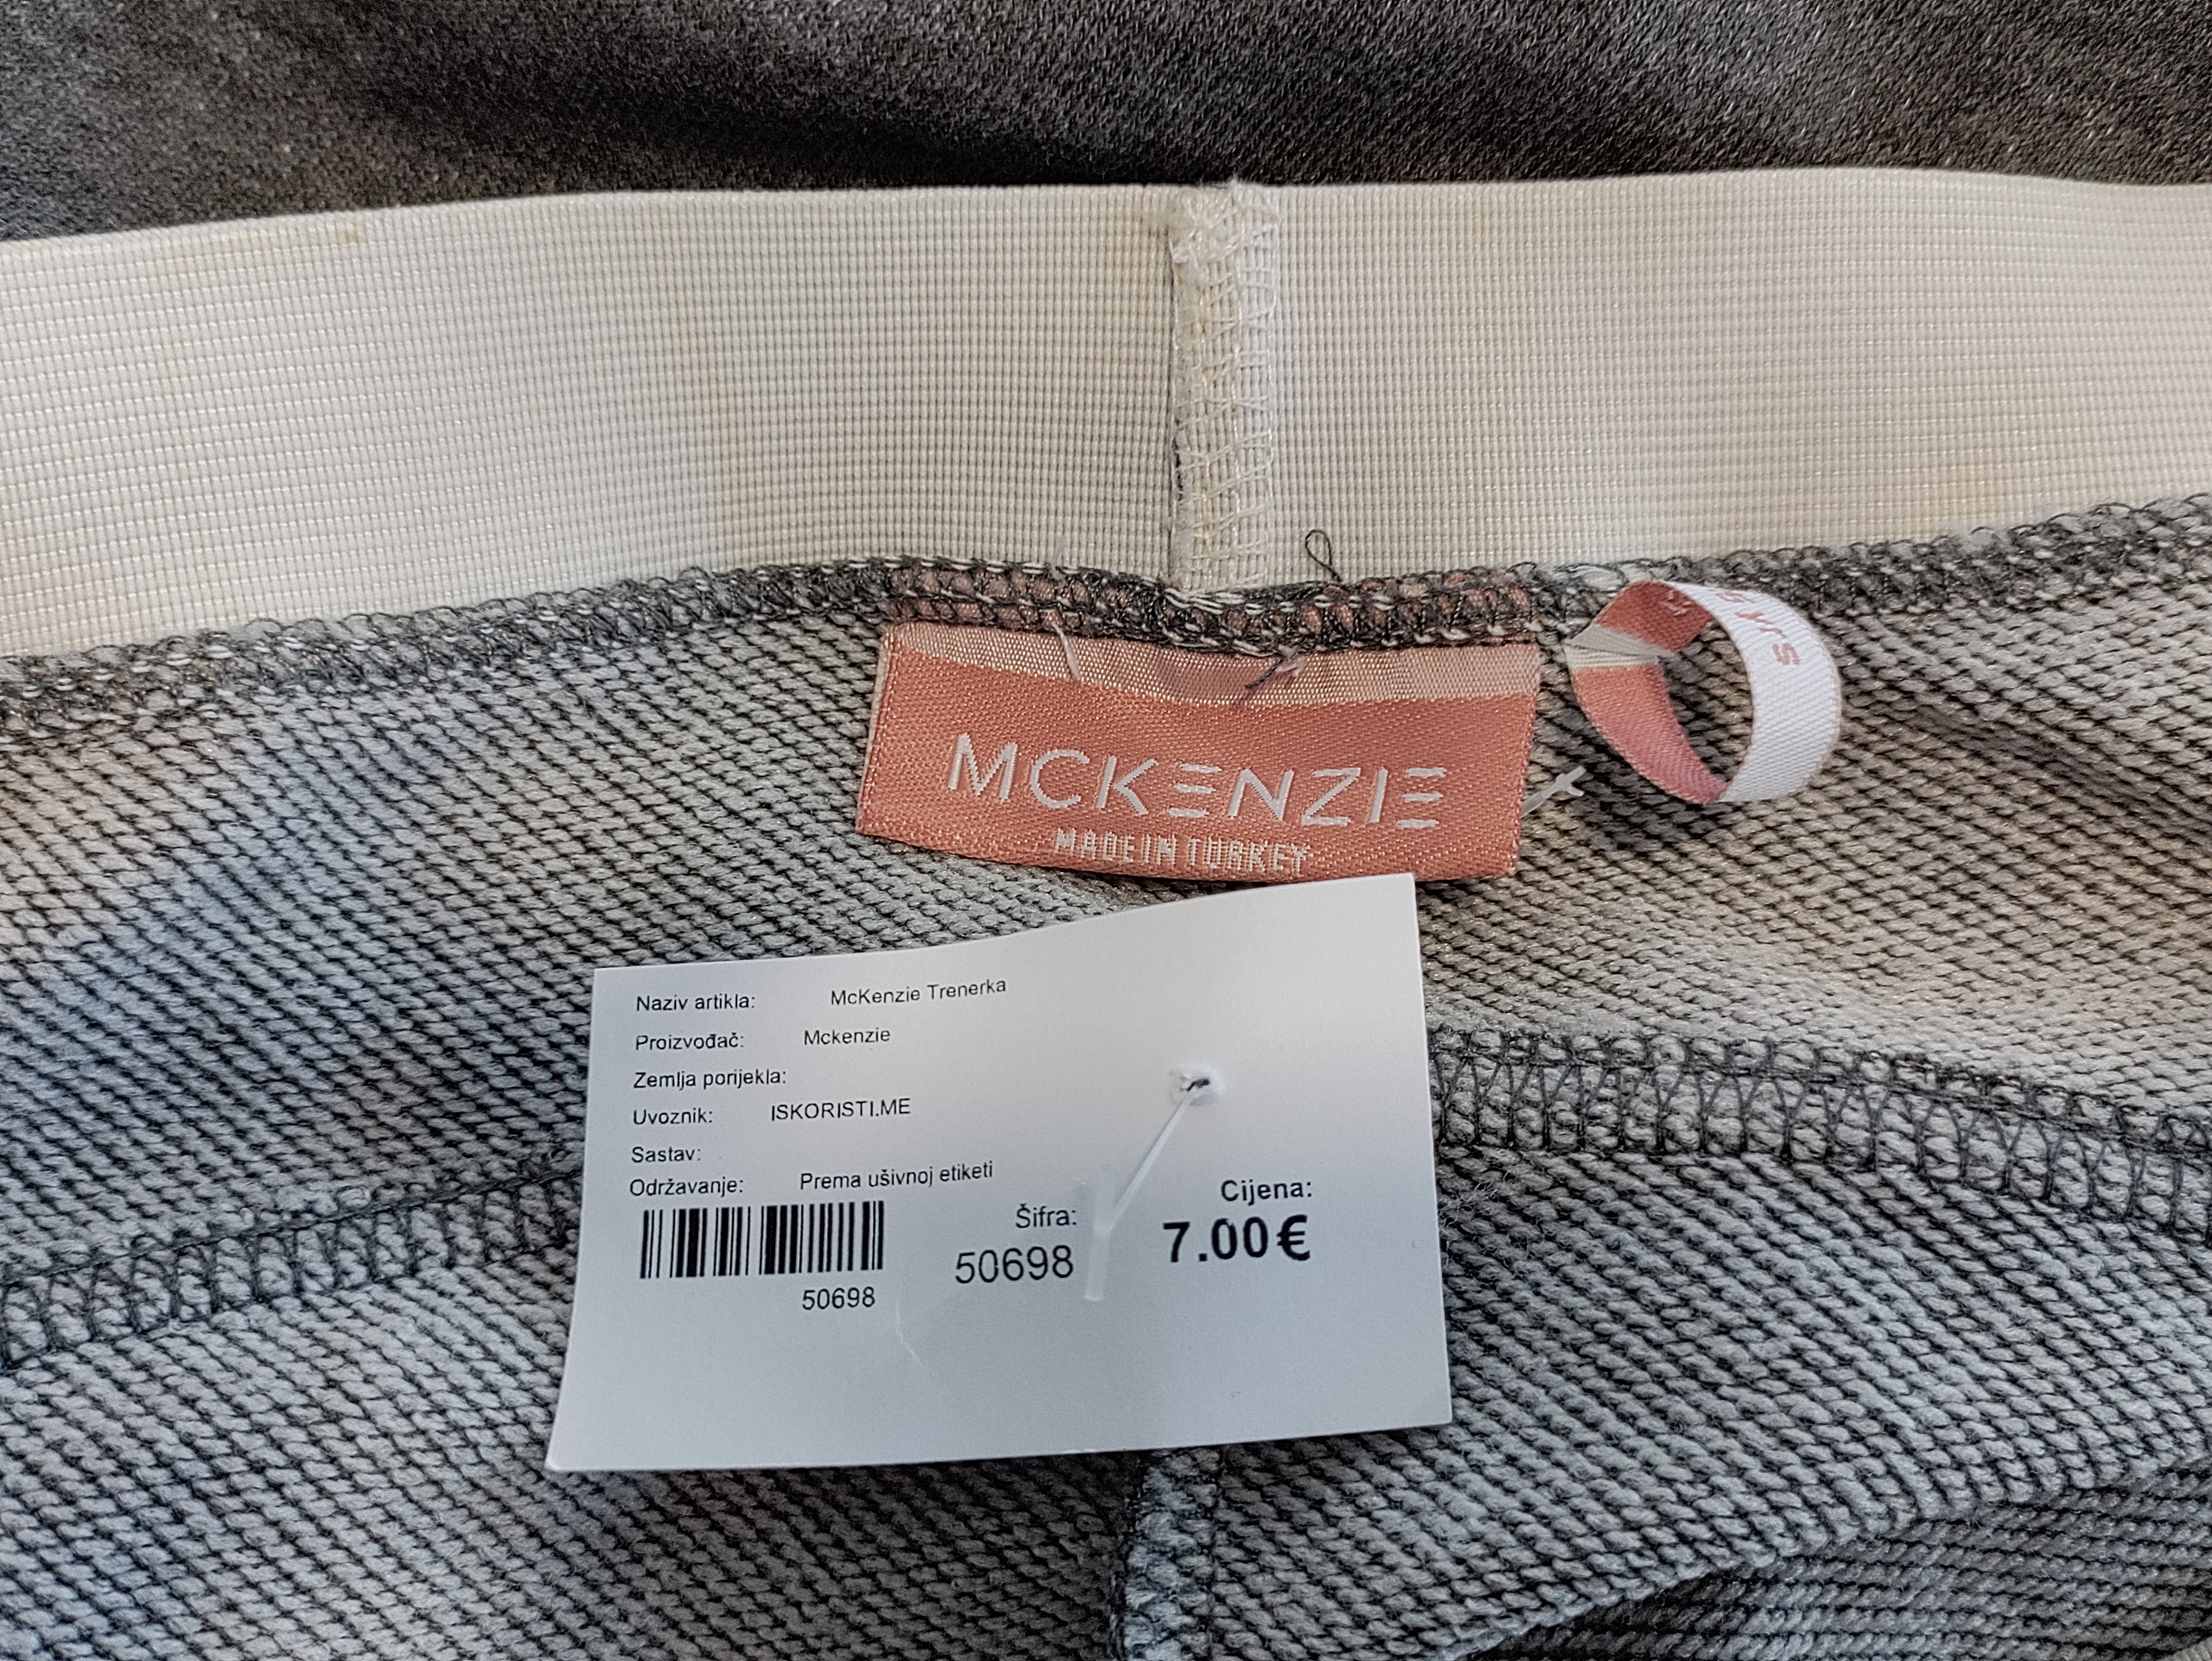 MCKENZIE
MADE IN TURKEY
yrs
Naziv artikla: McKenzie Trenerka
Proizvođač: Mckenzie
Zemlja porijekla:
Uvoznik: ISKORISTI.ME
Sastav:
Održavanje: Prema ušivnoj etiketi
50698
Šifra:
50698
Cijena:
7.00€